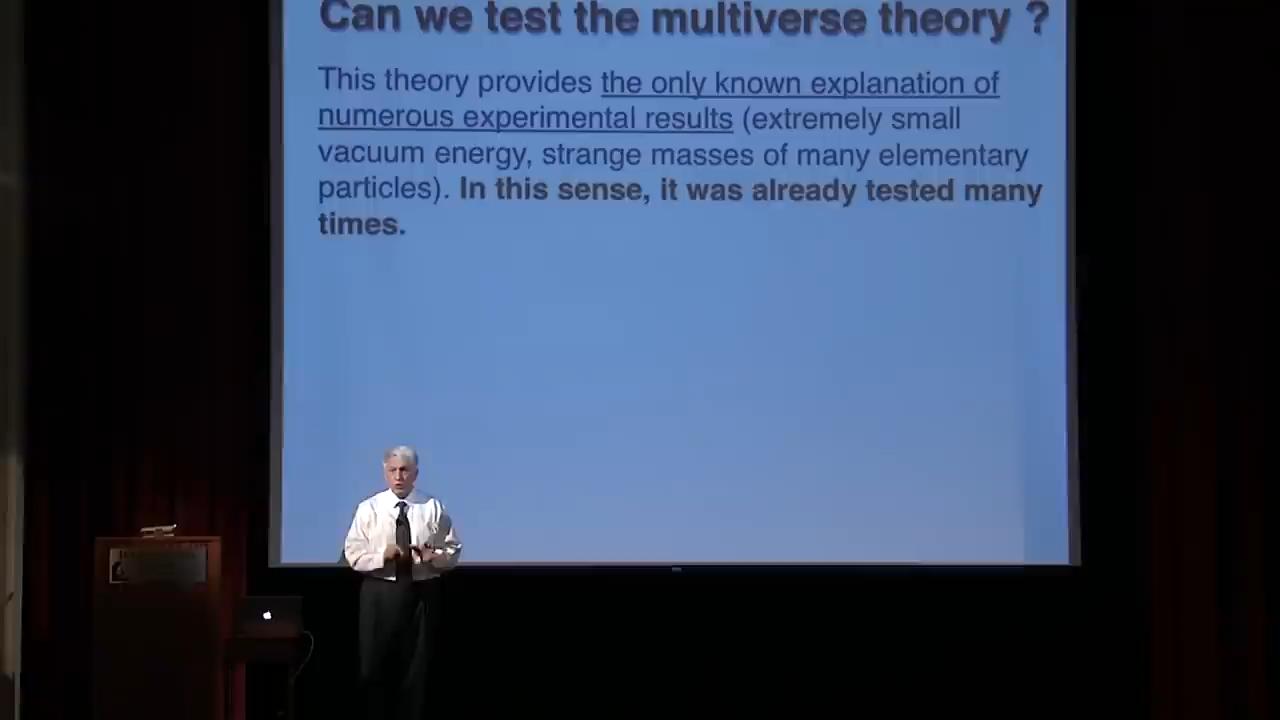 Can we test the multiverse theory ?
This theory provides the only known explanation of
numerous experimental results (extremely small
vacuum energy, strange masses of many elementary
particles). In this sense, it was already tested many
times.